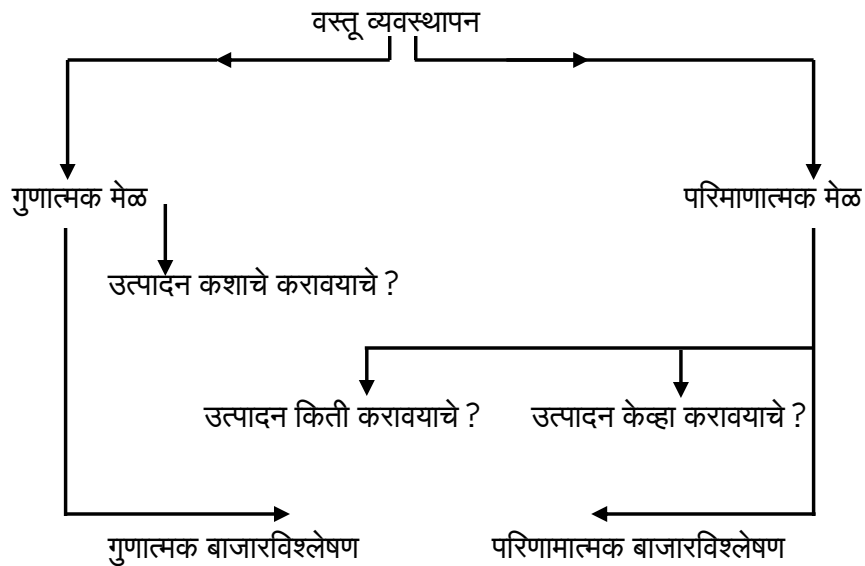 वस्तू व्यवस्थापन
गुणात्मक मेळ
परिमाणात्मक मेळ
उत्पादन कशाचे करावयाचे ?
उत्पादन किती करावयाचे ?
उत्पादन केव्हा करावयाचे ?
गुणात्मक बाजारविश्लेषण
परिणामात्मक बाजारविश्लेषण